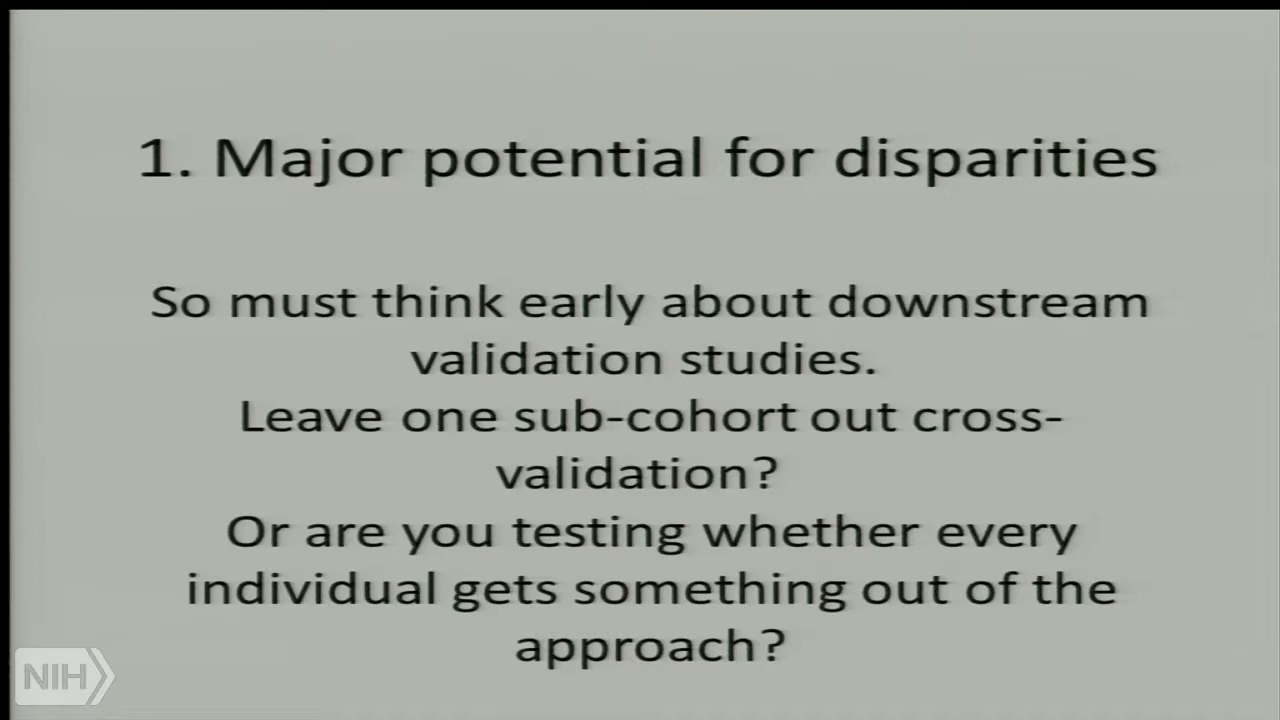 1. Major potential for disparities
So must think early about downstream
validation studies.
Leave one sub-cohort out cross-
validation?
Or are you testing whether every
individual gets something out of the
approach?
NIH